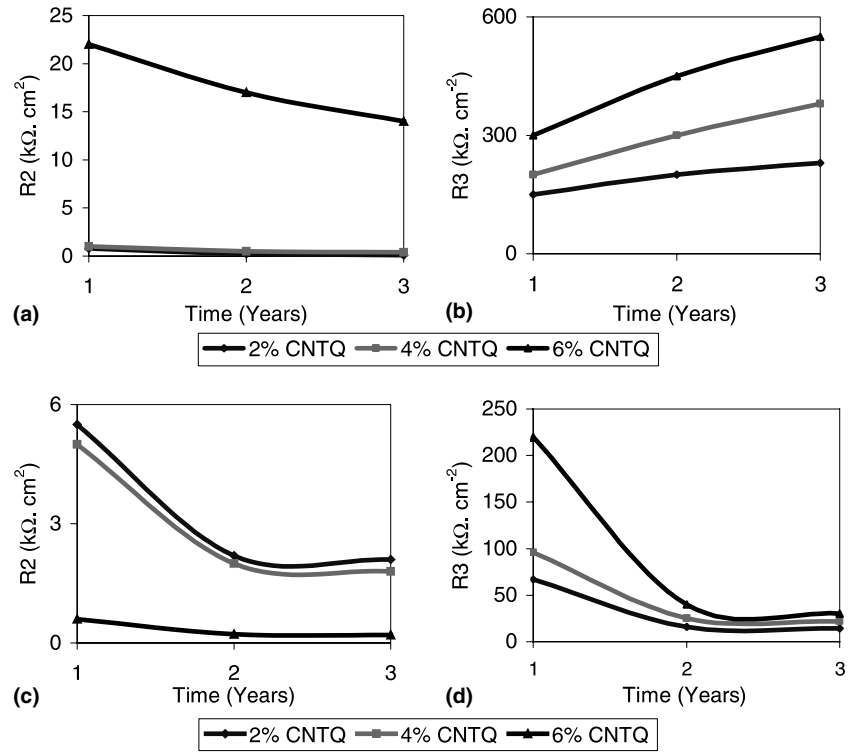 25
20
15
10
5
0
R2 (kΩ. cm²)
1 2 3
Time (Years)
(a)
600
300
0
R3 (kΩ. cm⁻²)
1 2 3
Time (Years)
(b)
2% CNTQ 4% CNTQ 6% CNTQ
6
3
0
R2 (kΩ. cm²)
1 2 3
Time (Years)
(c)
250
200
150
100
50
0
R3 (kΩ. cm⁻²)
1 2 3
Time (Years)
(d)
2% CNTQ 4% CNTQ 6% CNTQ